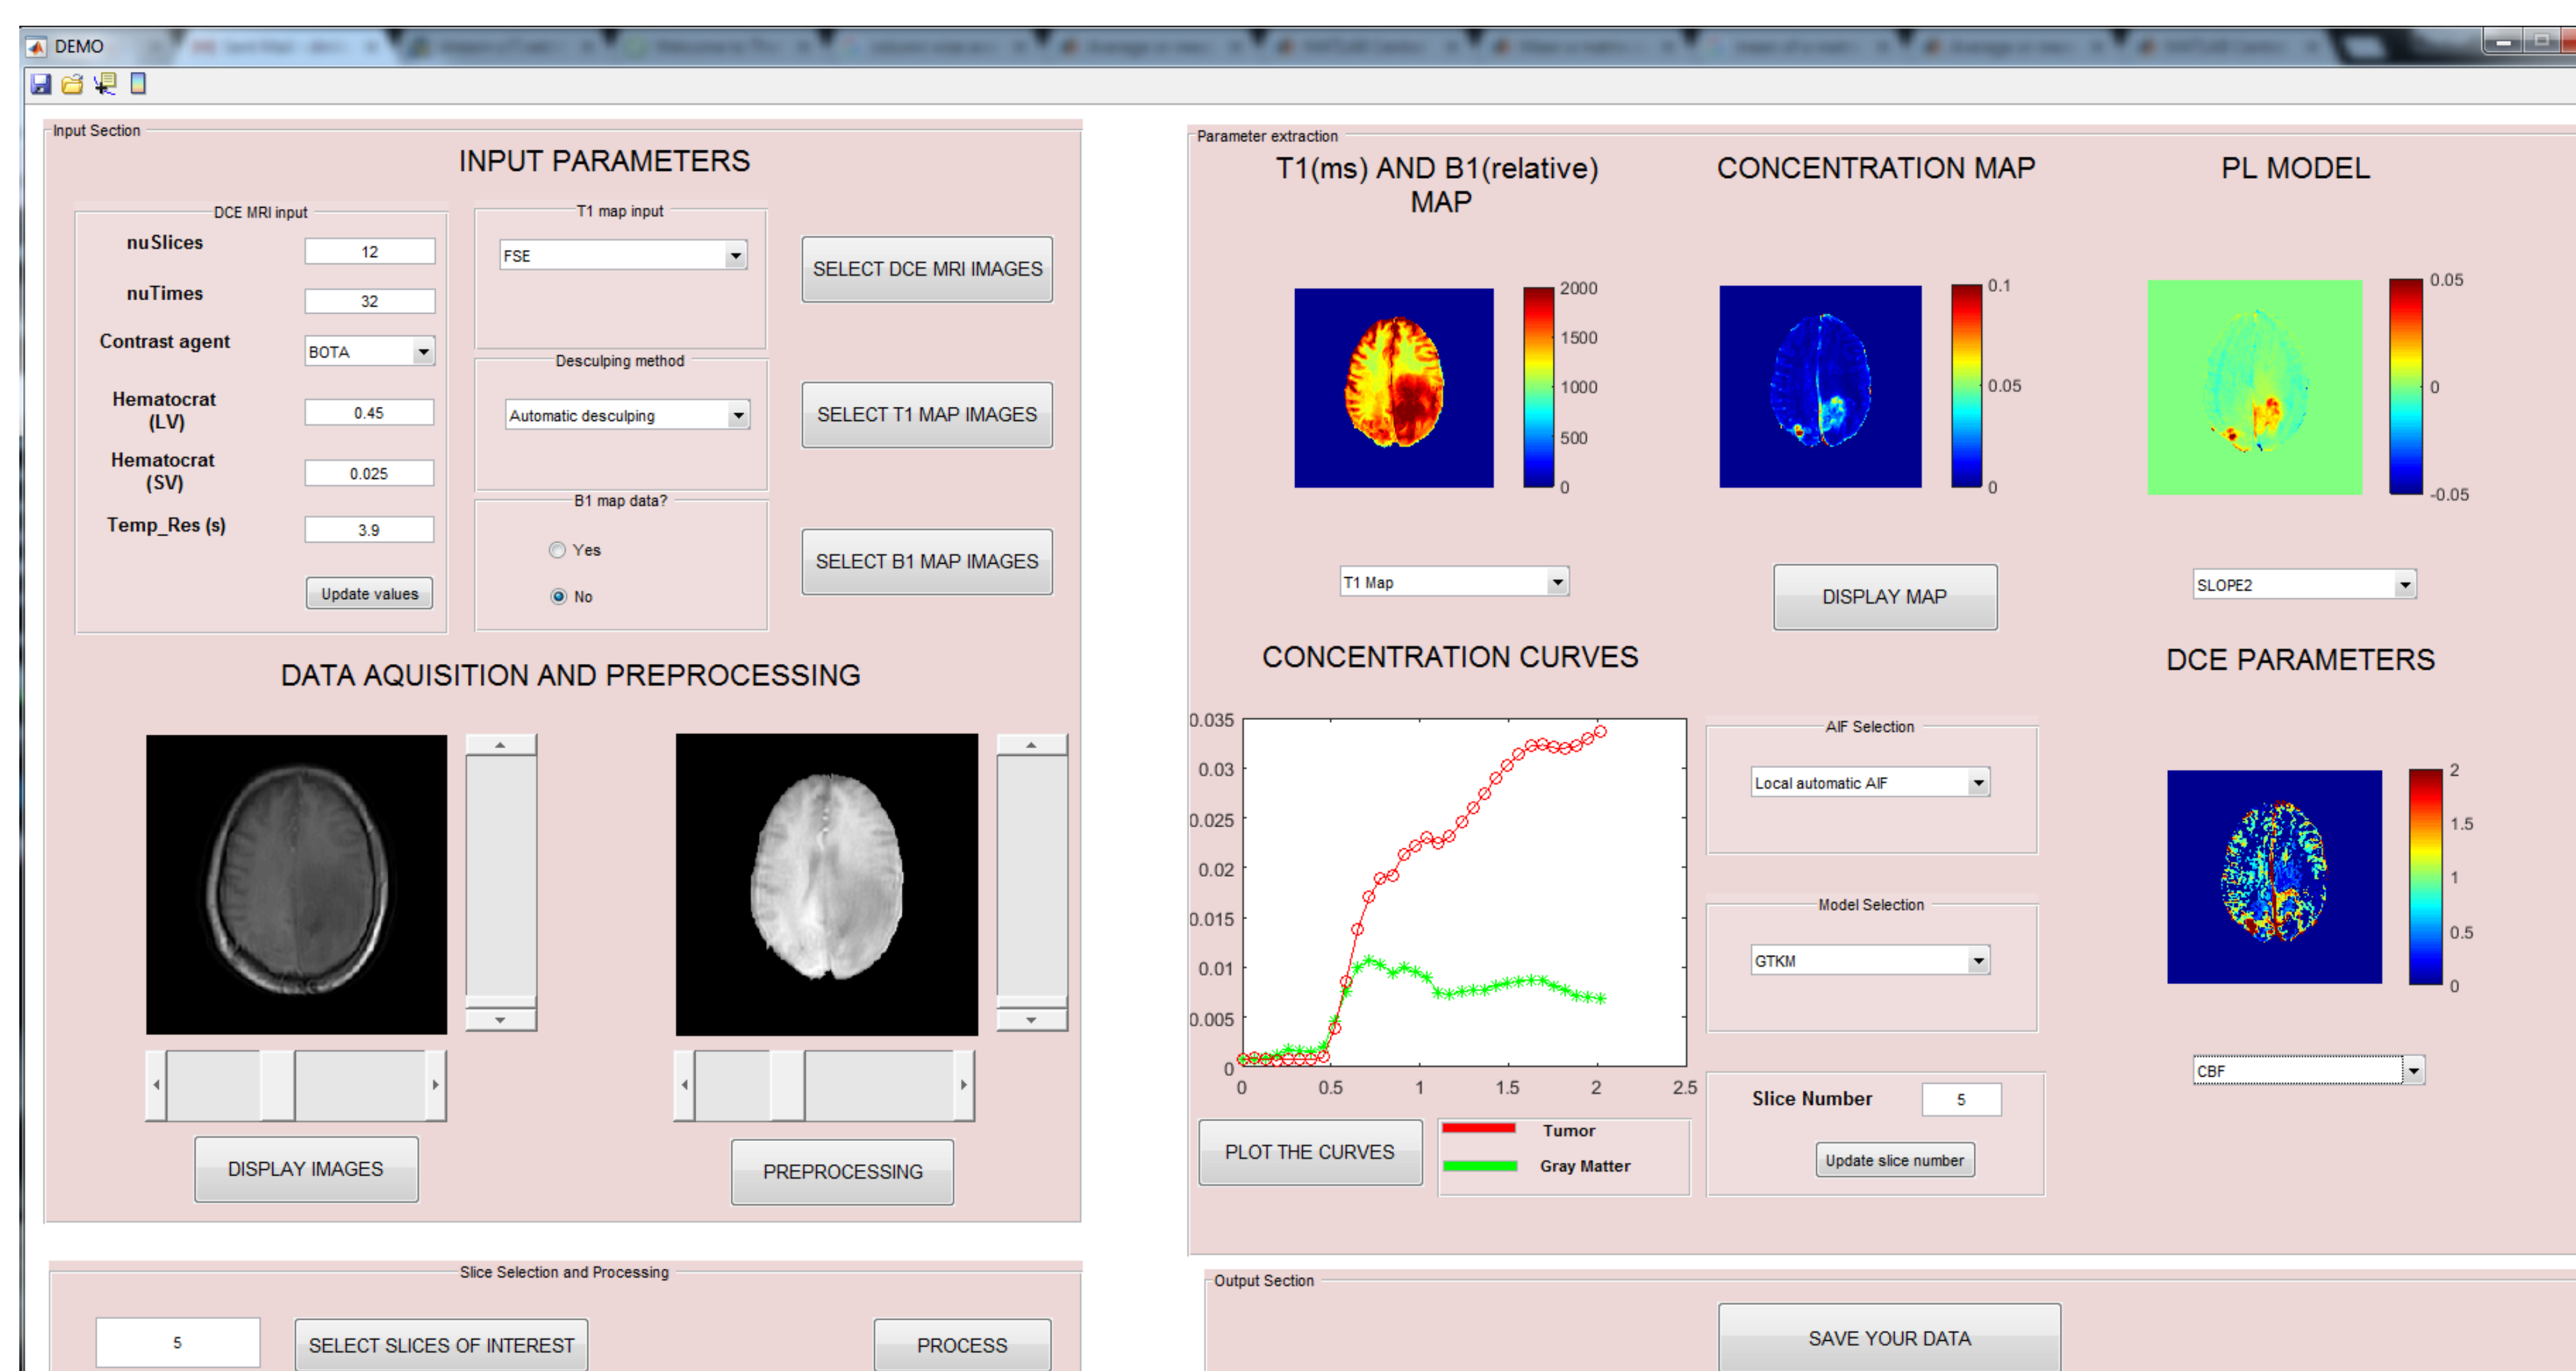 DEMO
Input Section
INPUT PARAMETERS
DCE MRI input
nuSlices
12
nuTimes
32
Contrast agent
BOTA
Hematocrat
(LV)
0.45
Hematocrat
(SV)
0.025
Temp_Res (s)
3.9
Update values
T1 map input
FSE
Desculping method
Automatic desculping
B1 map data?
Yes
No
SELECT DCE MRI IMAGES
SELECT T1 MAP IMAGES
SELECT B1 MAP IMAGES
DATA AQUISITION AND PREPROCESSING
DISPLAY IMAGES
PREPROCESSING
Slice Selection and Processing
5
SELECT SLICES OF INTEREST
PROCESS
Parameter extraction
T1(ms) AND B1(relative)
MAP
2000
1500
1000
500
0
T1 Map
CONCENTRATION MAP
0.1
0.05
0
DISPLAY MAP
PL MODEL
0.05
0
-0.05
SLOPE2
CONCENTRATION CURVES
0.035
0.03
0.025
0.02
0.015
0.01
0.005
0
0 0.5 1 1.5 2 2.5
PLOT THE CURVES
Tumor
Gray Matter
AIF Selection
Local automatic AIF
Model Selection
GTKM
Slice Number
5
Update slice number
DCE PARAMETERS
2
1.5
1
0.5
0
CBF
Output Section
SAVE YOUR DATA